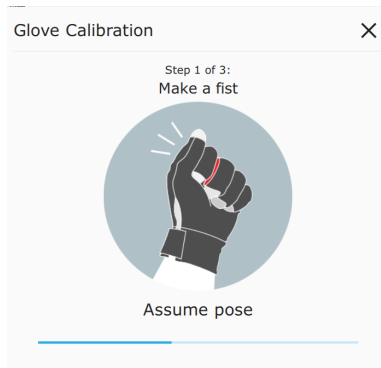 Glove Calibration
Step 1 of 3:
Make a fist
Assume pose